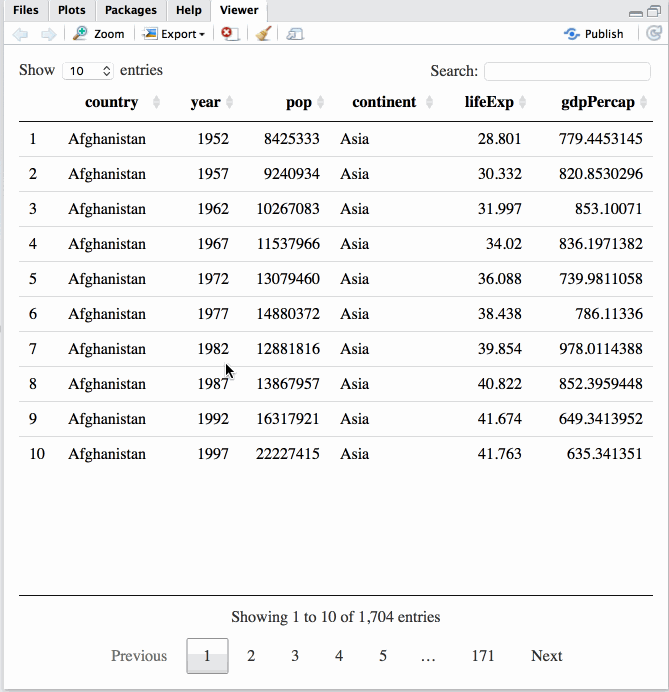 Files Plots Packages Help Viewer
Zoom Export Publish
Show 10 entries Search:
country year pop continent lifeExp gdpPercap
1 Afghanistan 1952 8425333 Asia 28.801 779.4453145
2 Afghanistan 1957 9240934 Asia 30.332 820.8530296
3 Afghanistan 1962 10267083 Asia 31.997 853.10071
4 Afghanistan 1967 11537966 Asia 34.02 836.1971382
5 Afghanistan 1972 13079460 Asia 36.088 739.9811058
6 Afghanistan 1977 14880372 Asia 38.438 786.11336
7 Afghanistan 1982 12881816 Asia 39.854 978.0114388
8 Afghanistan 1987 13867957 Asia 40.822 852.3959448
9 Afghanistan 1992 16317921 Asia 41.674 649.3413952
10 Afghanistan 1997 22227415 Asia 41.763 635.341351
Showing 1 to 10 of 1,704 entries
Previous 1 2 3 4 5 … 171 Next